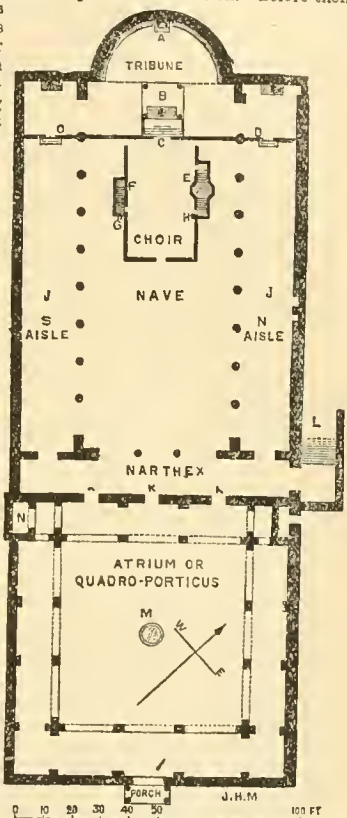 A
TRIBUNE
B
C
D D
E
F
G H
CHOIR
NAVE
J J
S N
AISLE AISLE
L
NARTHEX
K K K
N
ATRIUM OR
QUADRO-PORTICUS
M
W
E
PORCH
J.H.M
0 10 20 30 40 50 100 FT